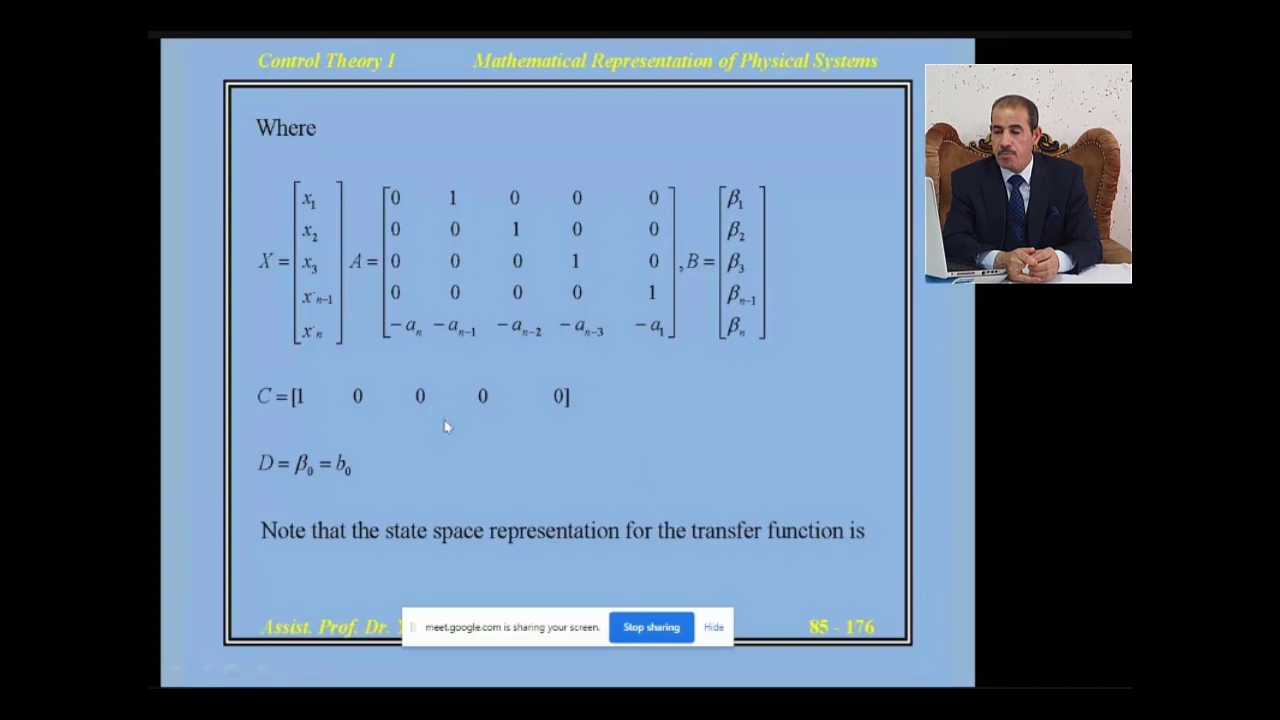 Control Theory I Mathematical Representation of Physical Systems
Where
X = [x₁ x₂ x₃ x˙ₙ₋₁ x˙ₙ] A = [0 1 0 0 0
0 0 1 0 0
0 0 0 1 0
0 0 0 0 1
−aₙ −aₙ₋₁ −aₙ₋₂ −aₙ₋₃ −a₁] , B = [β₁ β₂ β₃ βₙ₋₁ βₙ]
C = [1 0 0 0 0]
D = β₀ = b₀
Note that the state space representation for the transfer function is
Assist. Prof. Dr. 85 - 176
meet.google.com is sharing your screen. Stop sharing Hide